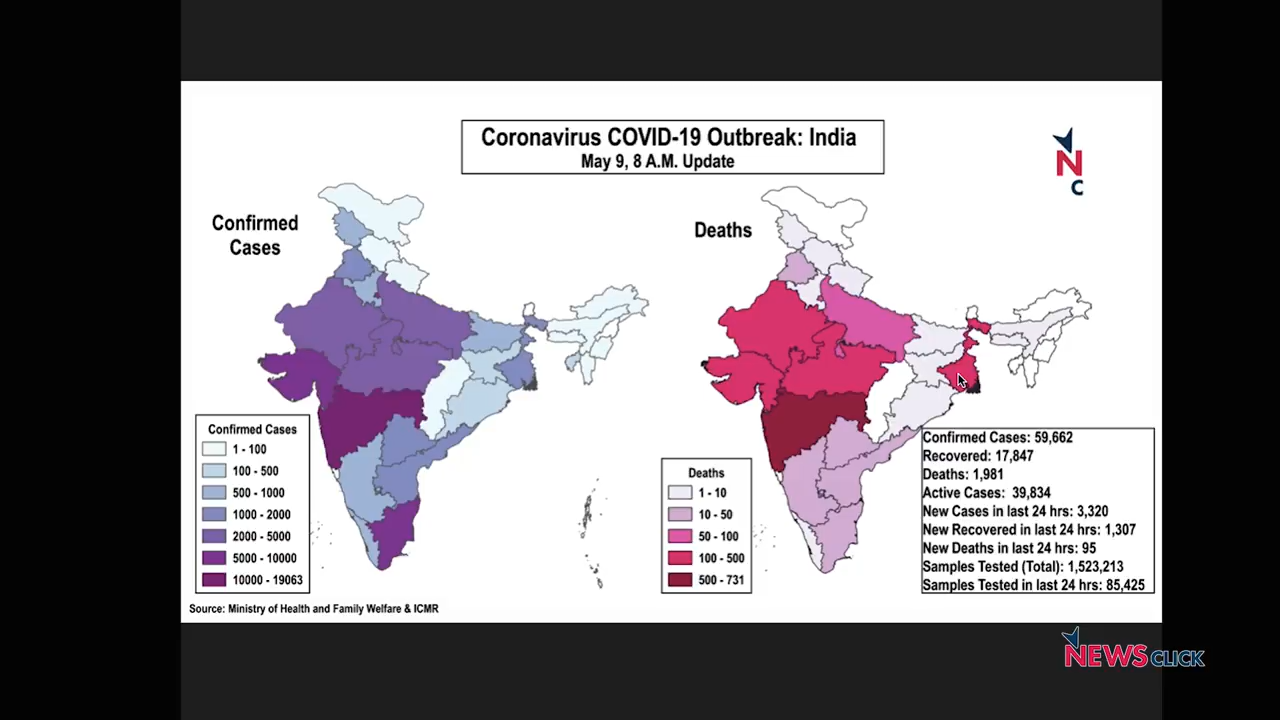 Coronavirus COVID-19 Outbreak: India
May 9, 8 A.M. Update
N
C
Confirmed
Cases
Deaths
Confirmed Cases
1 - 100
100 - 500
500 - 1000
1000 - 2000
2000 - 5000
5000 - 10000
10000 - 19063
Deaths
1 - 10
10 - 50
50 - 100
100 - 500
500 - 731
Confirmed Cases: 59,662
Recovered: 17,847
Deaths: 1,981
Active Cases: 39,834
New Cases in last 24 hrs: 3,320
New Recovered in last 24 hrs: 1,307
New Deaths in last 24 hrs: 95
Samples Tested (Total): 1,523,213
Samples Tested in last 24 hrs: 85,425
Source: Ministry of Health and Family Welfare & ICMR
NEWSCLICK